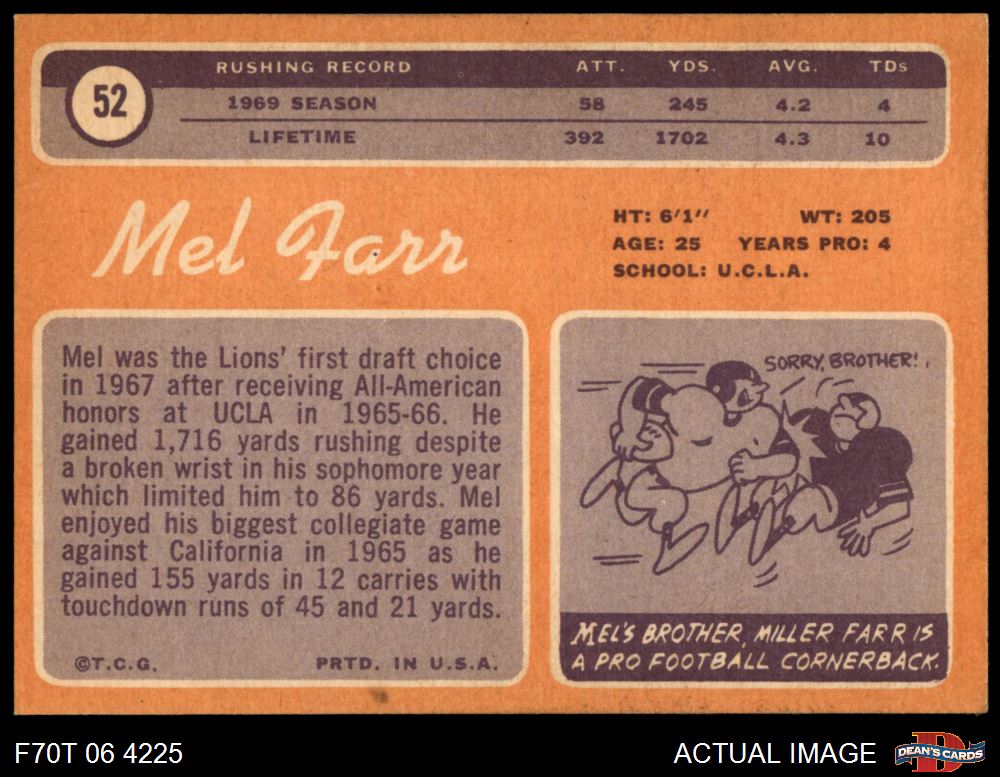 RUSHING RECORD ATT. YDS. AVG. TDs
52
1969 SEASON 58 245 4.2 4
LIFETIME 392 1702 4.3 10
Mel Farr
HT: 6'1" WT: 205
AGE: 25 YEARS PRO: 4
SCHOOL: U.C.L.A.
Mel was the Lions' first draft choice
in 1967 after receiving All-American
honors at UCLA in 1965-66. He
gained 1,716 yards rushing despite
a broken wrist in his sophomore year
which limited him to 86 yards. Mel
enjoyed his biggest collegiate game
against California in 1965 as he
gained 155 yards in 12 carries with
touchdown runs of 45 and 21 yards.
©T.C.G. PRTD. IN U.S.A.
SORRY, BROTHER!
MEL'S BROTHER, MILLER FARR IS
A PRO FOOTBALL CORNERBACK.
F70T 06 4225 ACTUAL IMAGE
D
DEAN'S CARDS